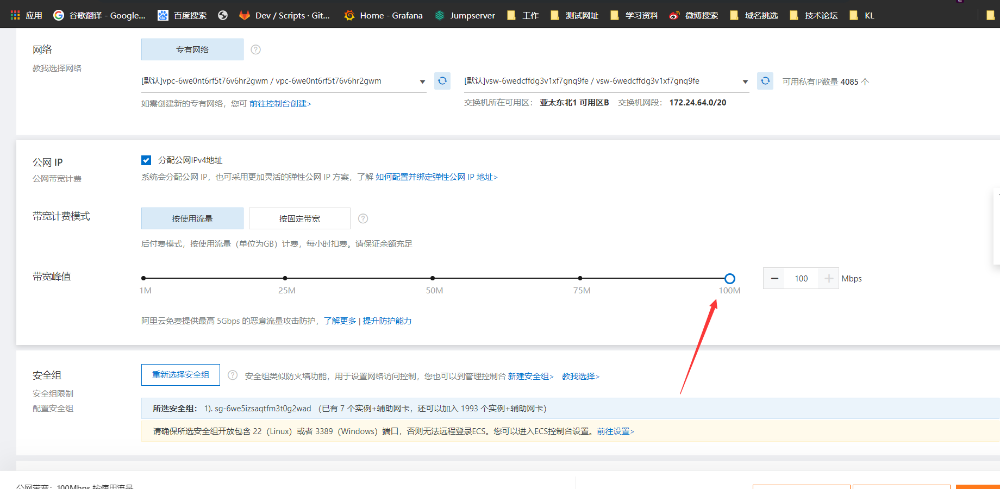 应用 谷歌翻译 - Google... 百度搜索 Dev / Scripts · Git... Home - Grafana Jumpserver 工作 测试网址 学习资料 微博搜索 域名挑选 技术论坛 KL
网络 专有网络 ?
教我选择网络
[默认]vpc-6we0nt6rf5t76v6hr2gwm / vpc-6we0nt6rf5t76v6hr2gwm [默认]vsw-6wedcffdg3v1xf7gnq9fe / vsw-6wedcffdg3v1xf7gnq9fe 可用私有IP数量 4085 个
如需创建新的专有网络，您可 前往控制台创建> 交换机所在可用区： 亚太东北1 可用区B 交换机网段： 172.24.64.0/20
公网 IP 分配公网IPv4地址
公网带宽计费 系统会分配公网 IP，也可采用更加灵活的弹性公网 IP 方案，了解 如何配置并绑定弹性公网 IP 地址>
带宽计费模式 按使用流量 按固定带宽 ?
后付费模式，按使用流量（单位为GB）计费，每小时扣费。请保证余额充足
带宽峰值 − 100 + Mbps
1M 25M 50M 75M 100M
阿里云免费提供最高 5Gbps 的恶意流量攻击防护，了解更多 | 提升防护能力
安全组 重新选择安全组 ? 安全组类似防火墙功能，用于设置网络访问控制，您也可以到管理控制台 新建安全组> 教我选择>
安全组限制
配置安全组 所选安全组： 1). sg-6we5izsaqtfm3t0g2wad （已有 7 个实例+辅助网卡，还可以加入 1993 个实例+辅助网卡）
请确保所选安全组开放包含 22（Linux）或者 3389（Windows）端口，否则无法远程登录ECS。您可以进入ECS控制台设置。前往设置>
公网带宽：100Mbps 按使用流量